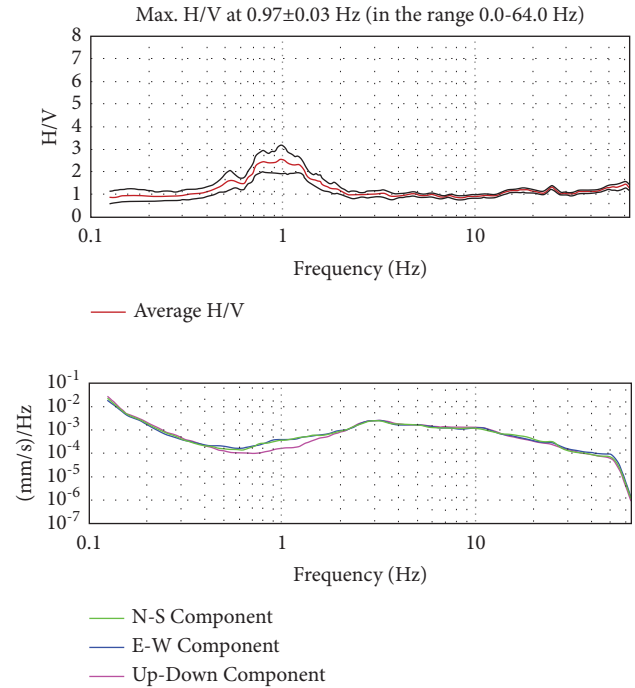 Max. H/V at 0.97±0.03 Hz (in the range 0.0-64.0 Hz)
8
7
6
5
4
3
2
1
0
H/V
0.1 1 10
Frequency (Hz)
Average H/V
10-1
10-2
10-3
10-4
10-5
10-6
10-7
(mm/s)/Hz
0.1 1 10
Frequency (Hz)
N-S Component
E-W Component
Up-Down Component